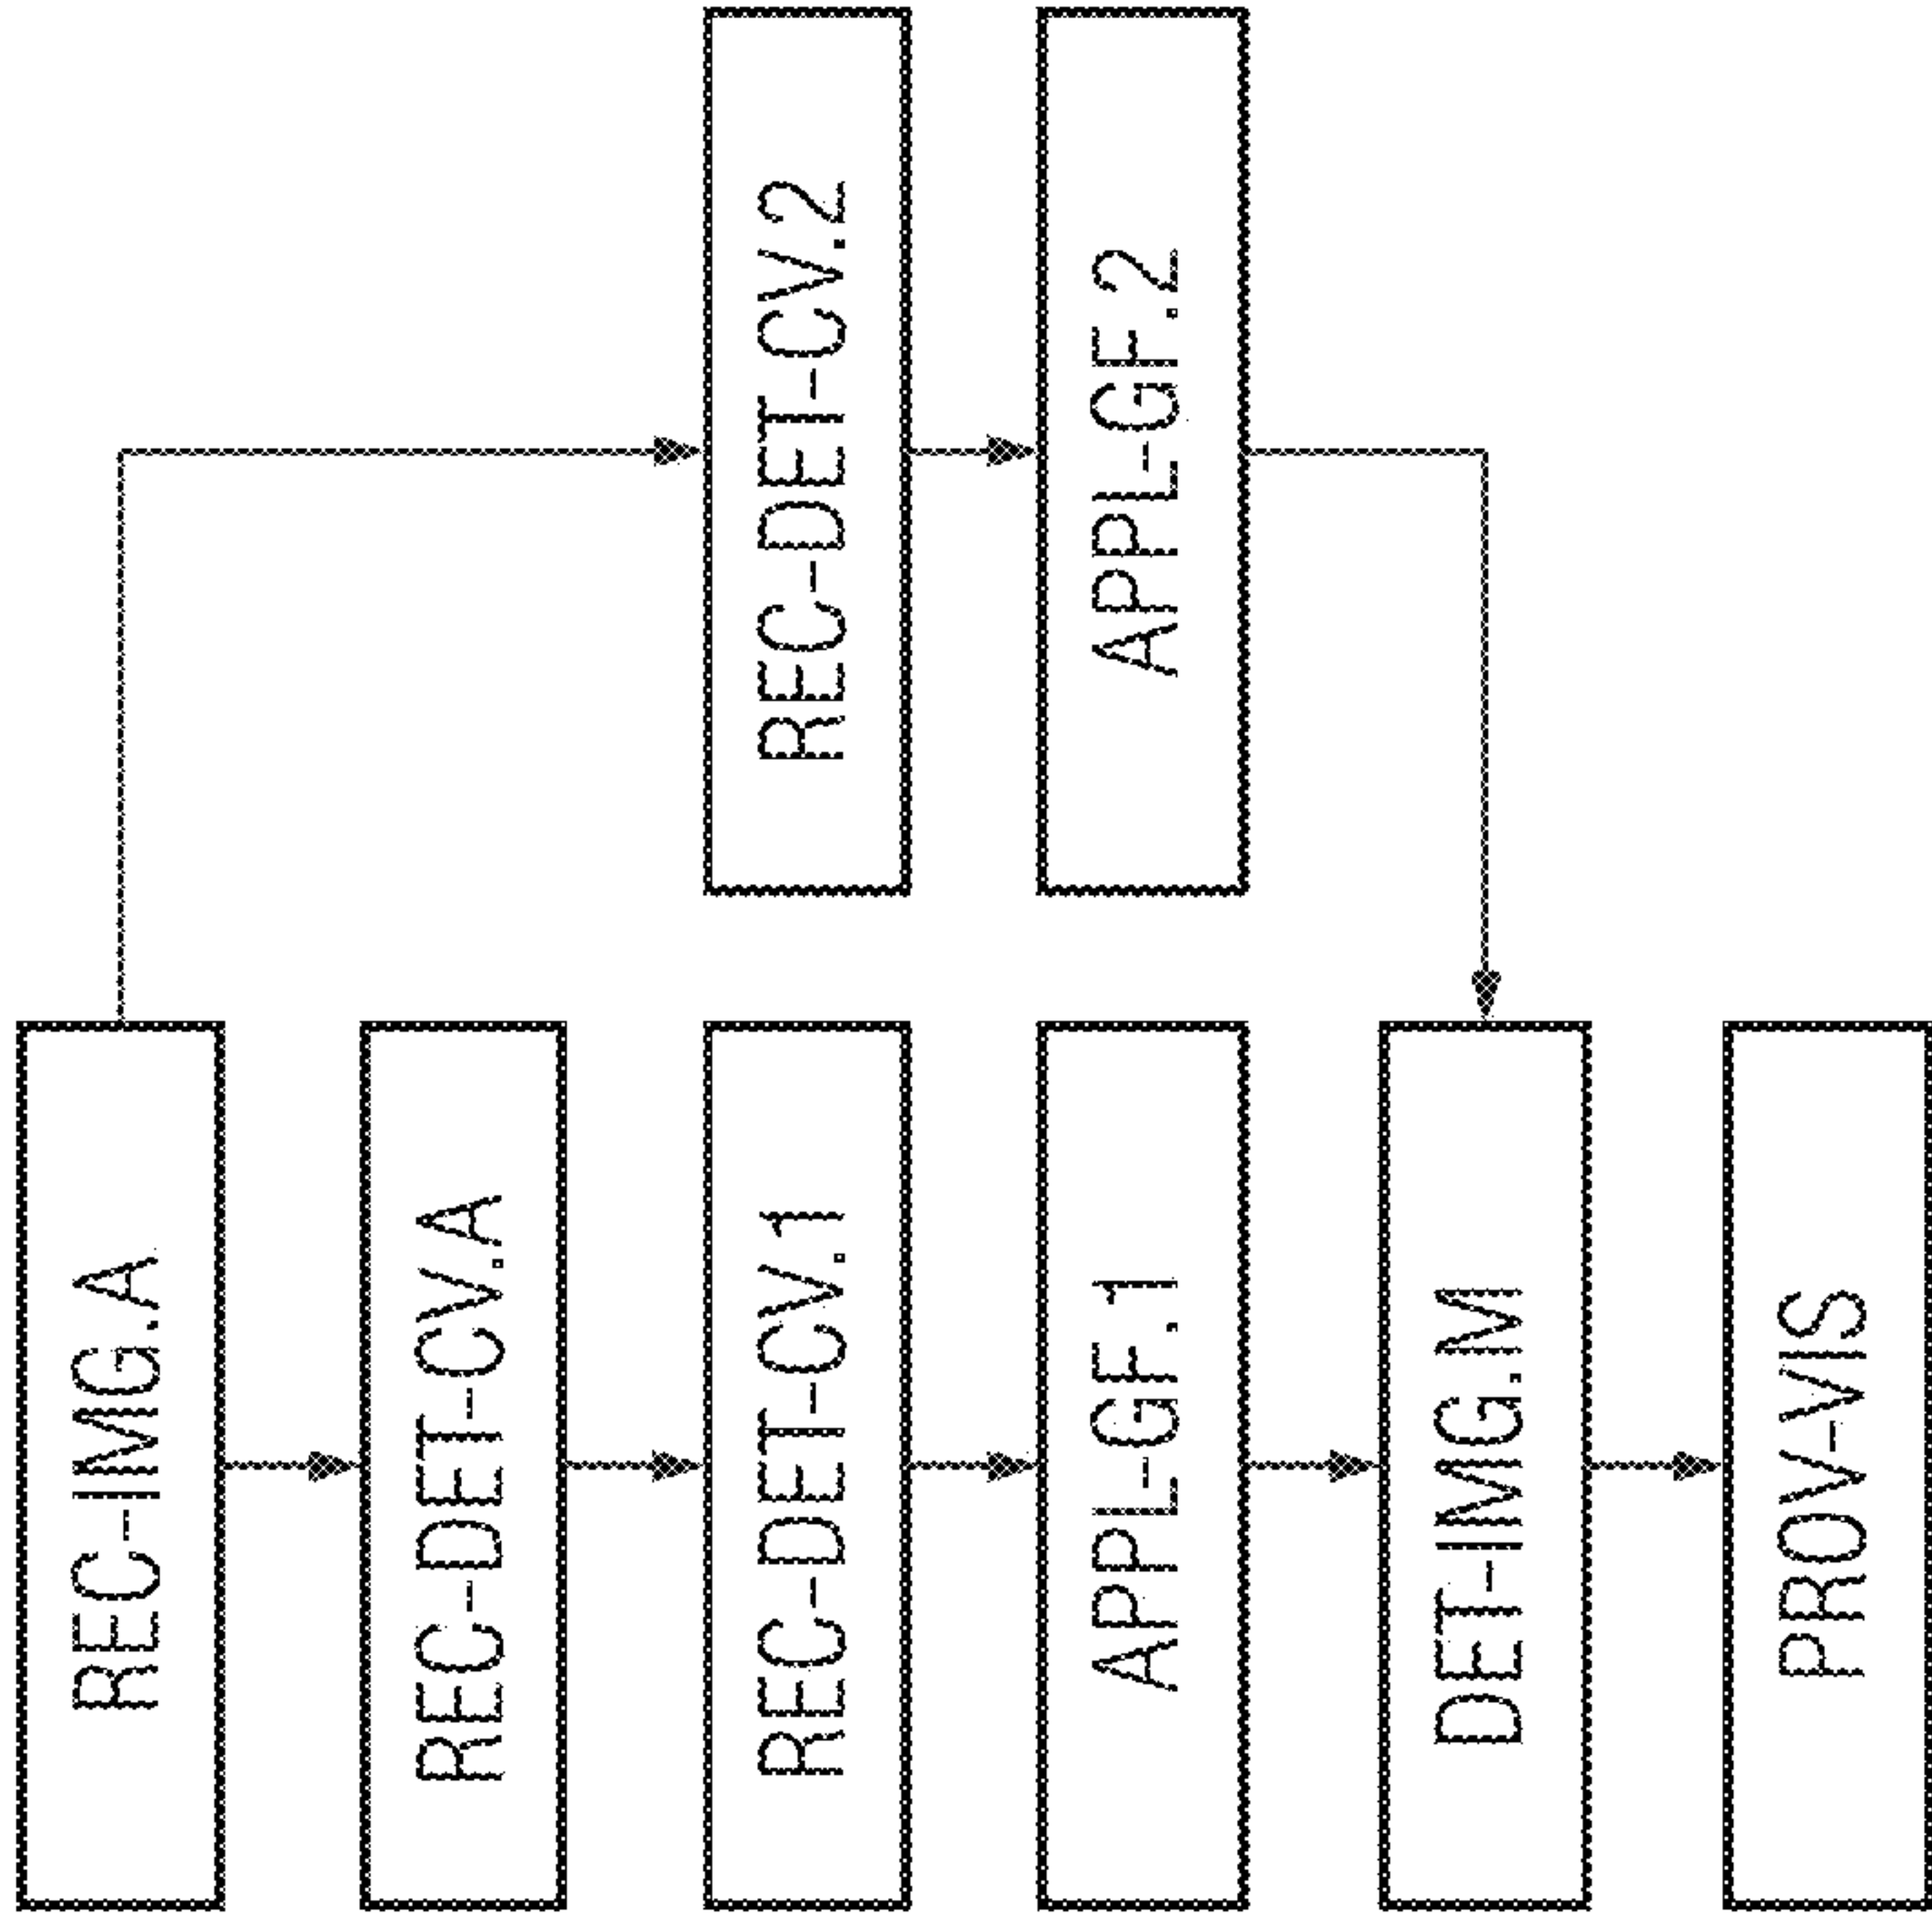 REC-IMG.A
REC-DET-CV.A
REC-DET-CV.1
REC-DET-CV.2
APPL-GF.1
APPL-GF.2
DET-IMG.M
PROV-VIS